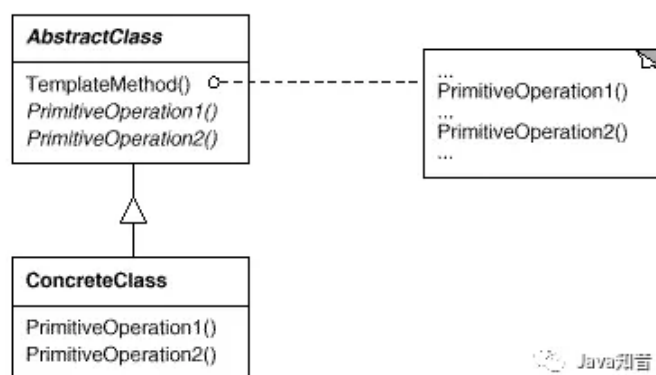 AbstractClass
TemplateMethod()
PrimitiveOperation1()
PrimitiveOperation2()
...
PrimitiveOperation1()
...
PrimitiveOperation2()
...
ConcreteClass
PrimitiveOperation1()
PrimitiveOperation2()
Java知音